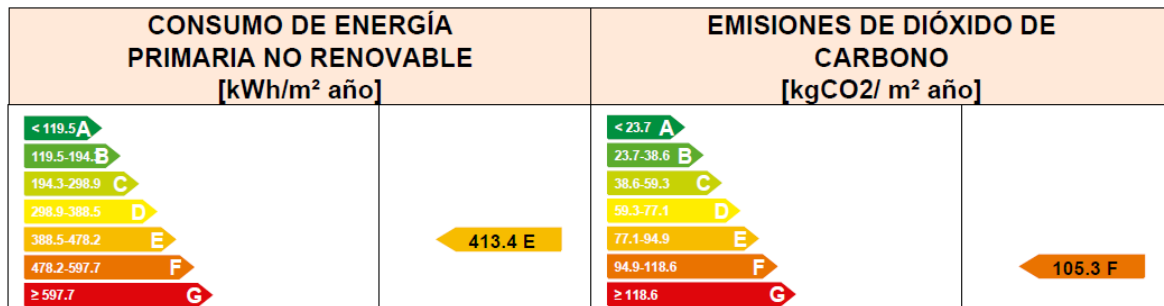 CONSUMO DE ENERGÍA
PRIMARIA NO RENOVABLE
[kWh/m² año]
< 119.5 A
119.5-194.3 B
194.3-298.9 C
298.9-388.5 D
388.5-478.2 E
478.2-597.7 F
≥ 597.7 G
413.4 E
EMISIONES DE DIÓXIDO DE
CARBONO
[kgCO2/ m² año]
< 23.7 A
23.7-38.6 B
38.6-59.3 C
59.3-77.1 D
77.1-94.9 E
94.9-118.6 F
≥ 118.6 G
105.3 F